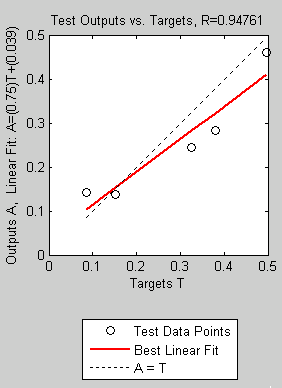 Test Outputs vs. Targets, R=0.94761
Outputs A, Linear Fit: A=(0.75)T+(0.039)
0.5
0.4
0.3
0.2
0.1
0
0 0.1 0.2 0.3 0.4 0.5
Targets T
Test Data Points
Best Linear Fit
A = T